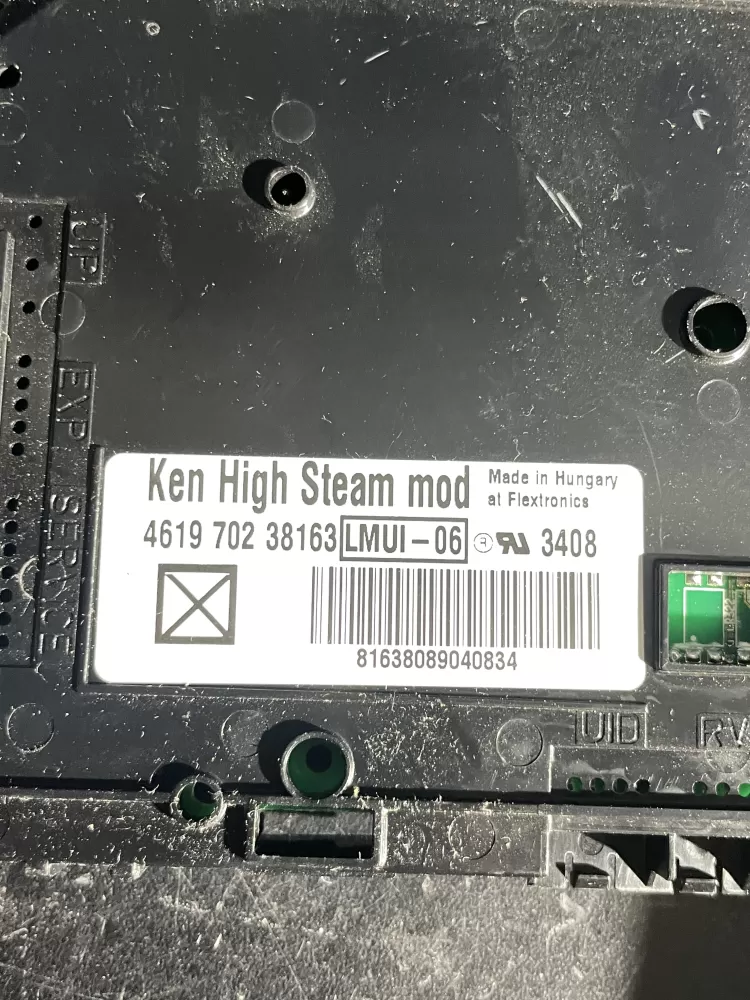 UP
EXP
SERVICE
Ken High Steam mod
Made in Hungary
at Flextronics
4619 702 38163 LMUI-06 3408
81638089040834
UID
RV